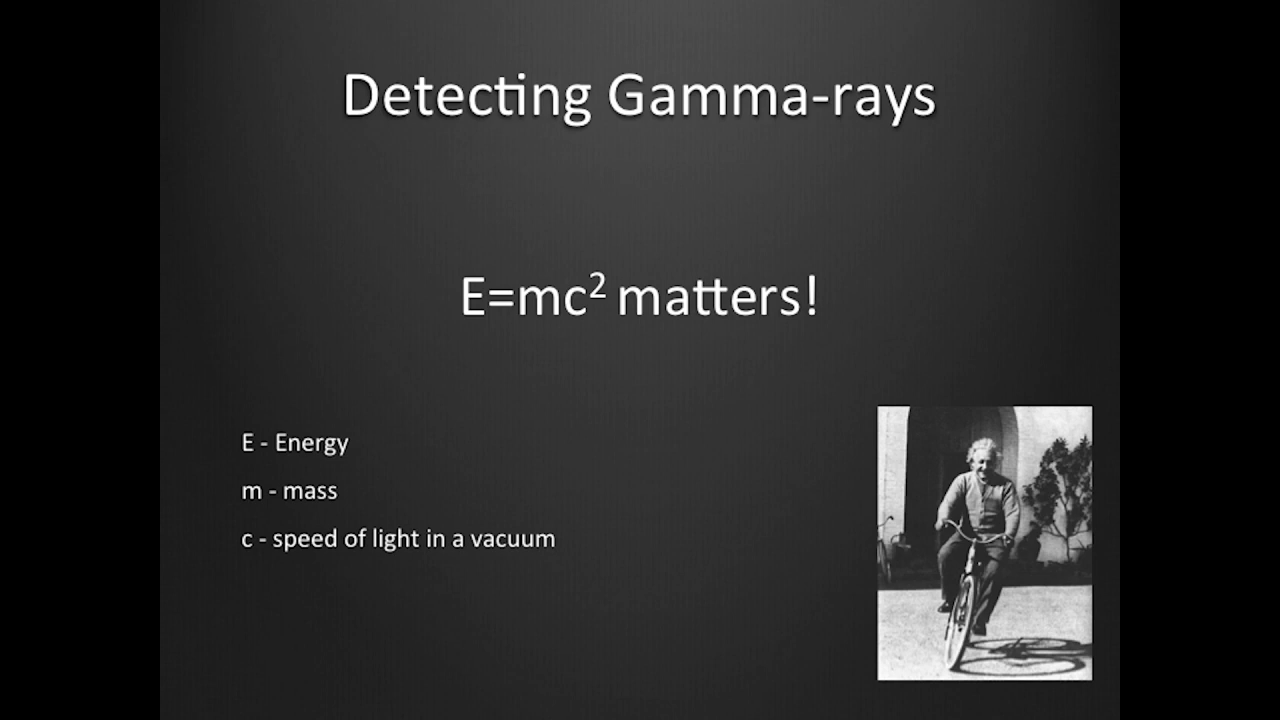 Detecting Gamma-rays
E=mc² matters!
E - Energy
m - mass
c - speed of light in a vacuum